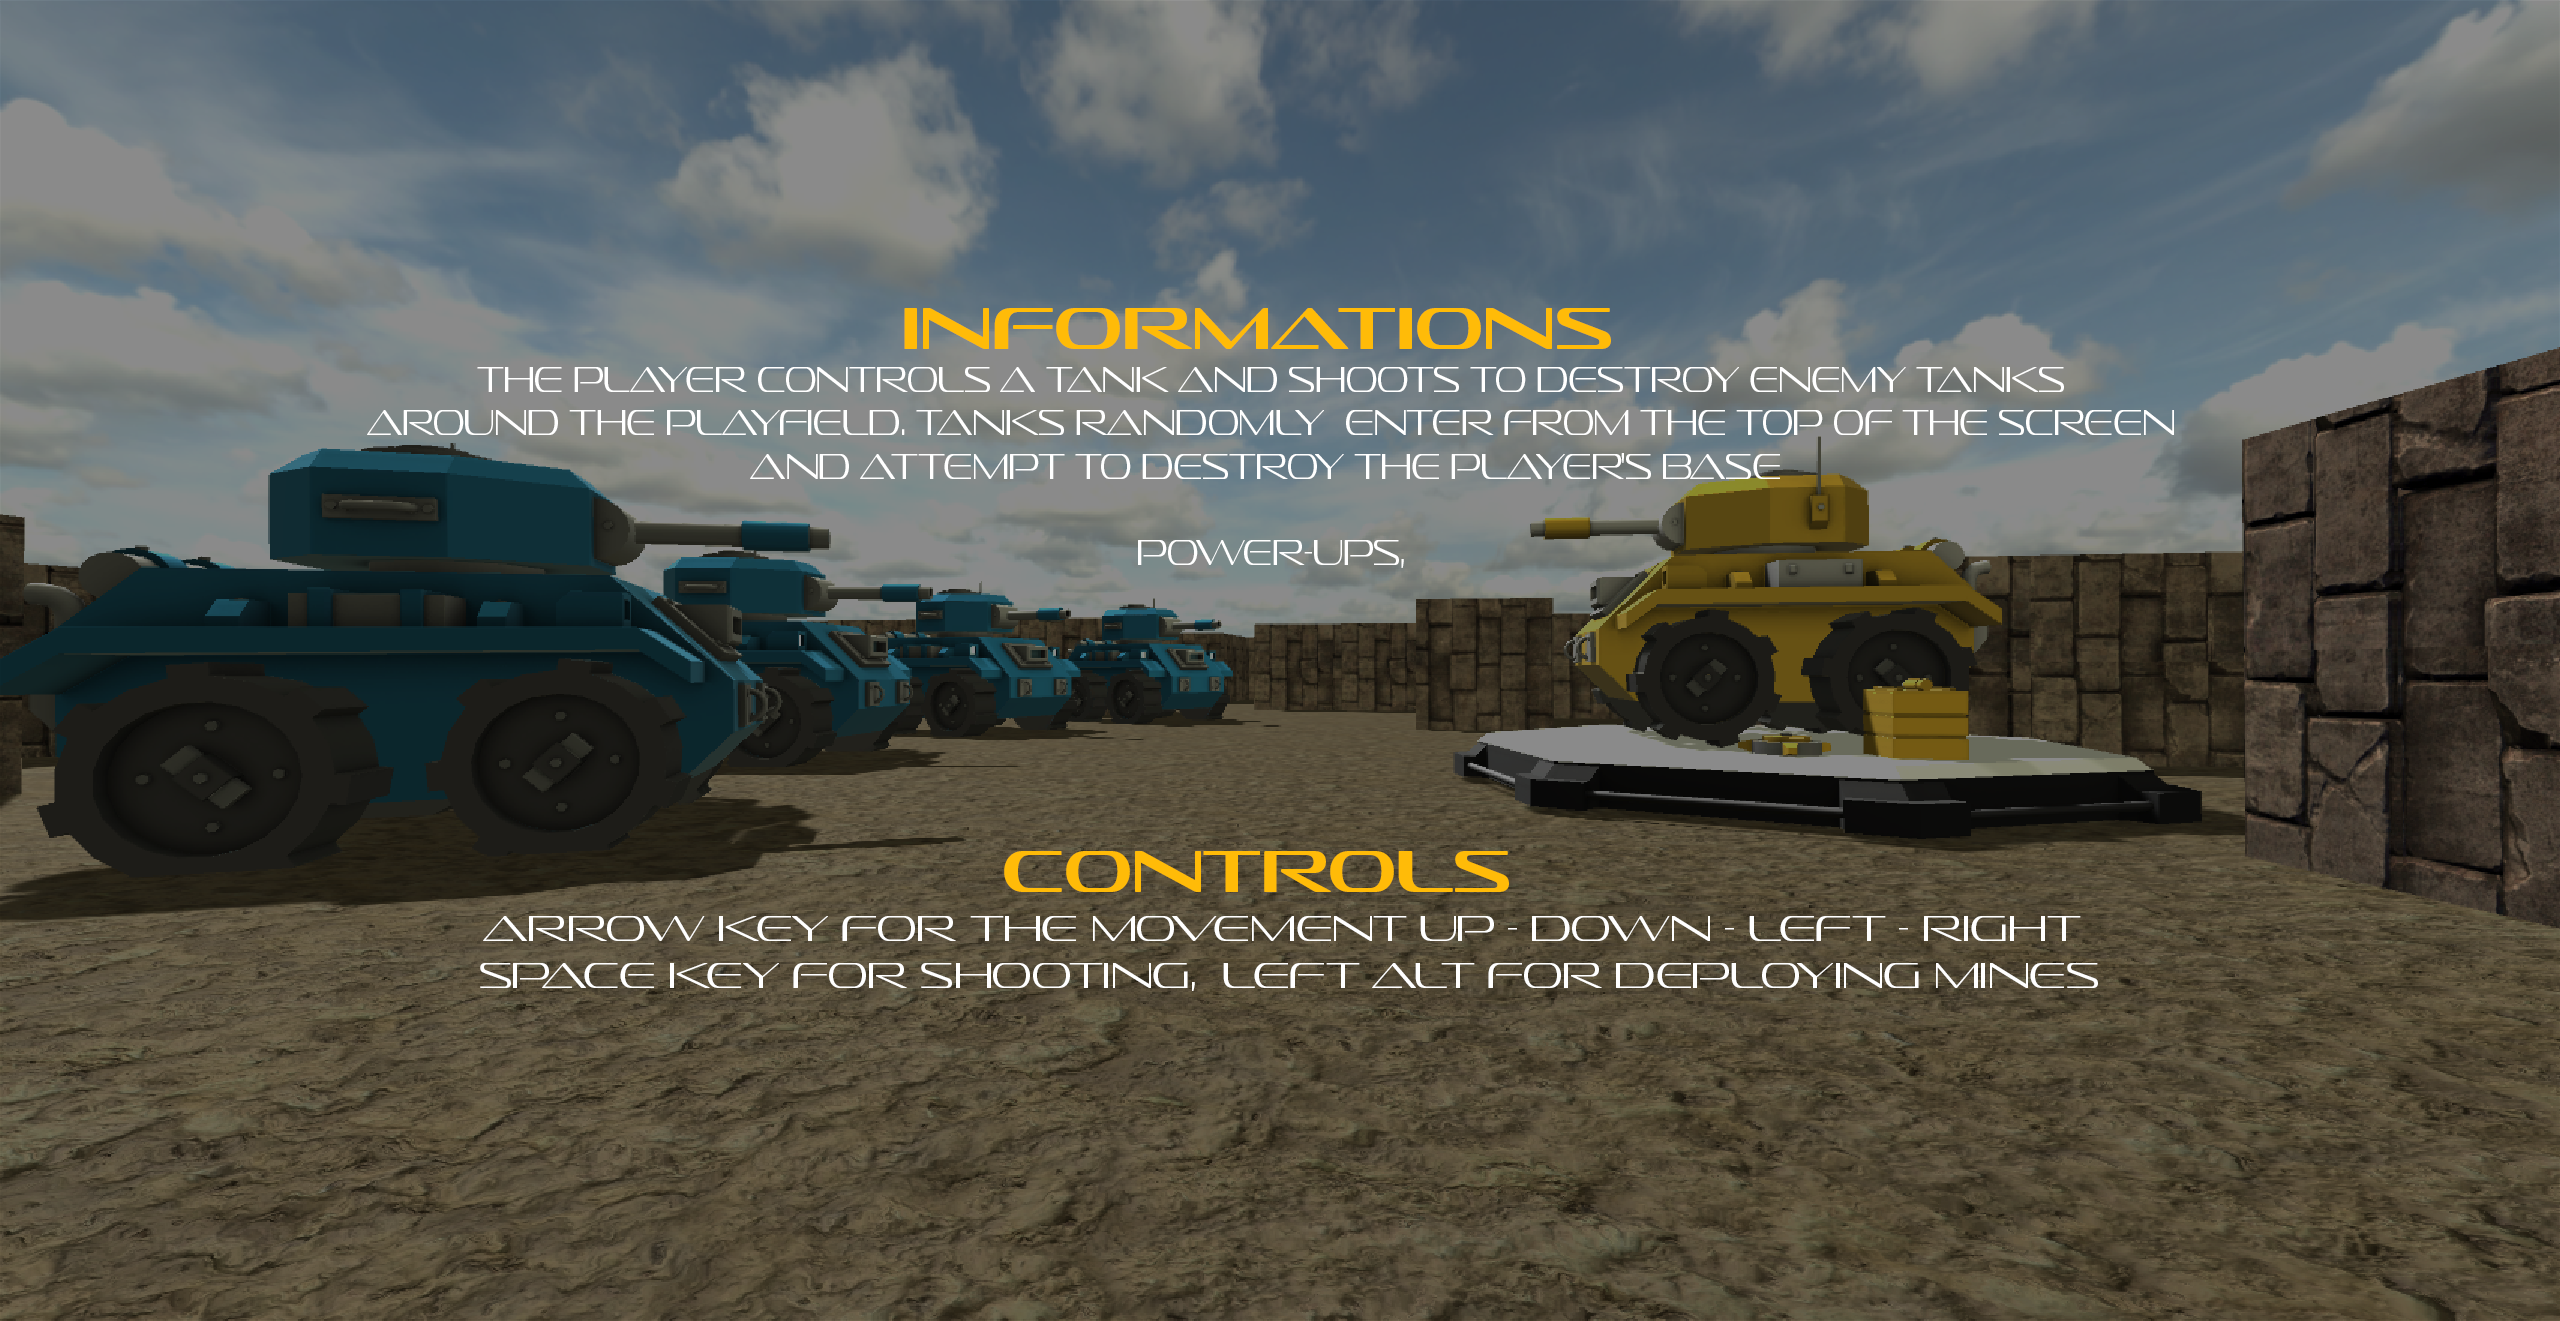 INFORMATIONS
THE PLAYER CONTROLS A TANK AND SHOOTS TO DESTROY ENEMY TANKS
AROUND THE PLAYFIELD. TANKS RANDOMLY ENTER FROM THE TOP OF THE SCREEN
AND ATTEMPT TO DESTROY THE PLAYER'S BASE
POWER-UPS,
CONTROLS
ARROW KEY FOR THE MOVEMENT UP - DOWN - LEFT - RIGHT
SPACE KEY FOR SHOOTING, LEFT ALT FOR DEPLOYING MINES